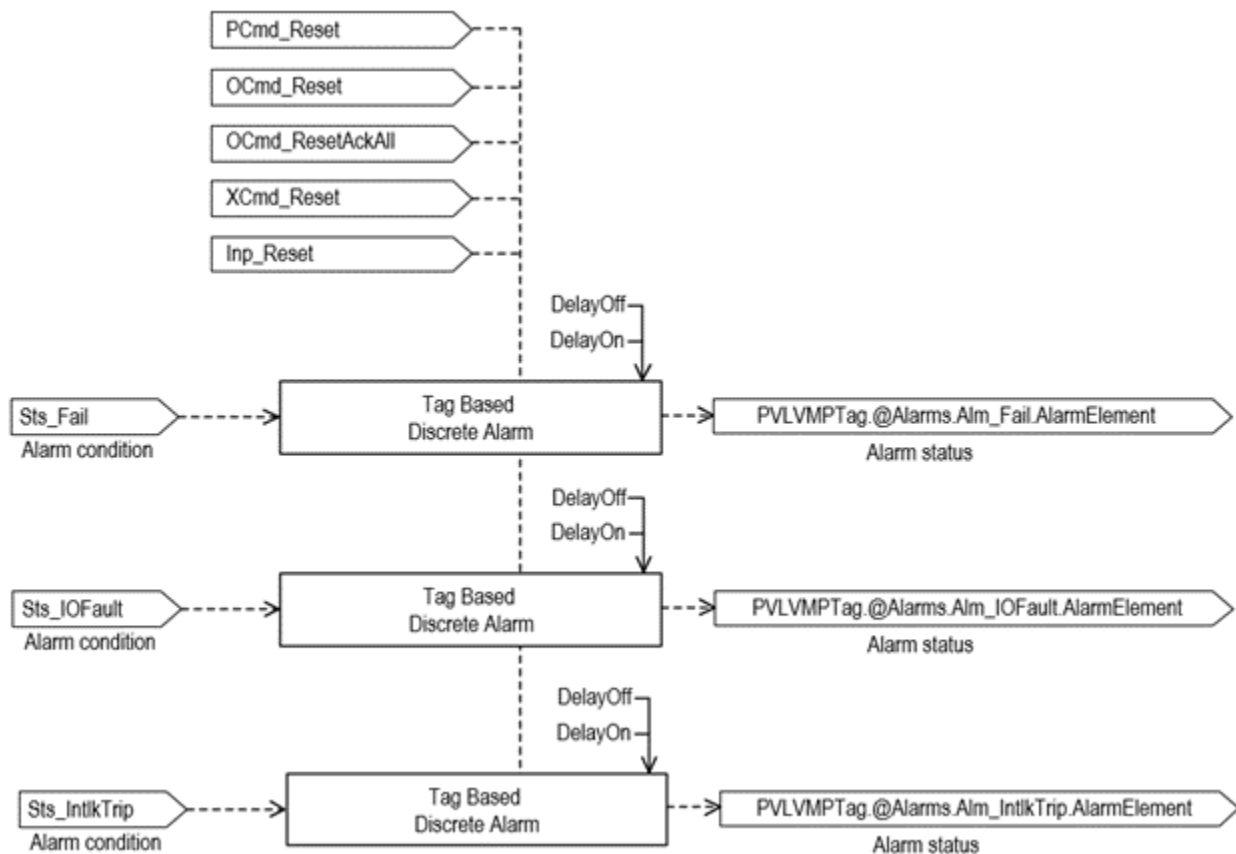 PCmd_Reset
OCmd_Reset
OCmd_ResetAckAll
XCmd_Reset
Inp_Reset
DelayOff
DelayOn
Sts_Fail
Alarm condition
Tag Based
Discrete Alarm
PVLVMPTag.@Alarms.Alm_Fail.AlarmElement
Alarm status
DelayOff
DelayOn
Sts_IOFault
Alarm condition
Tag Based
Discrete Alarm
PVLVMPTag.@Alarms.Alm_IOFault.AlarmElement
Alarm status
DelayOff
DelayOn
Sts_IntlkTrip
Alarm condition
Tag Based
Discrete Alarm
PVLVMPTag.@Alarms.Alm_IntlkTrip.AlarmElement
Alarm status